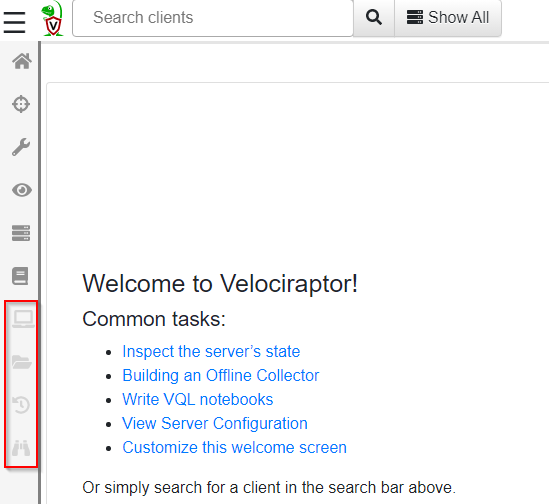 Search clients
Show All
Welcome to Velociraptor!
Common tasks:
Inspect the server’s state
Building an Offline Collector
Write VQL notebooks
View Server Configuration
Customize this welcome screen
Or simply search for a client in the search bar above.